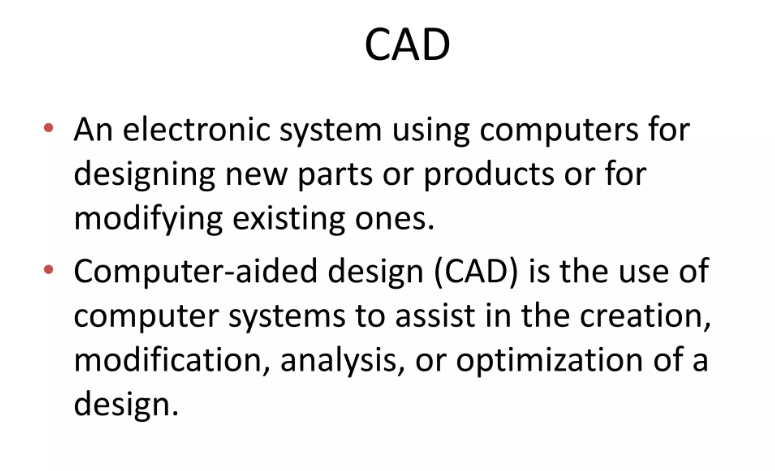 CAD
• An electronic system using computers for
designing new parts or products or for
modifying existing ones.
• Computer-aided design (CAD) is the use of
computer systems to assist in the creation,
modification, analysis, or optimization of a
design.